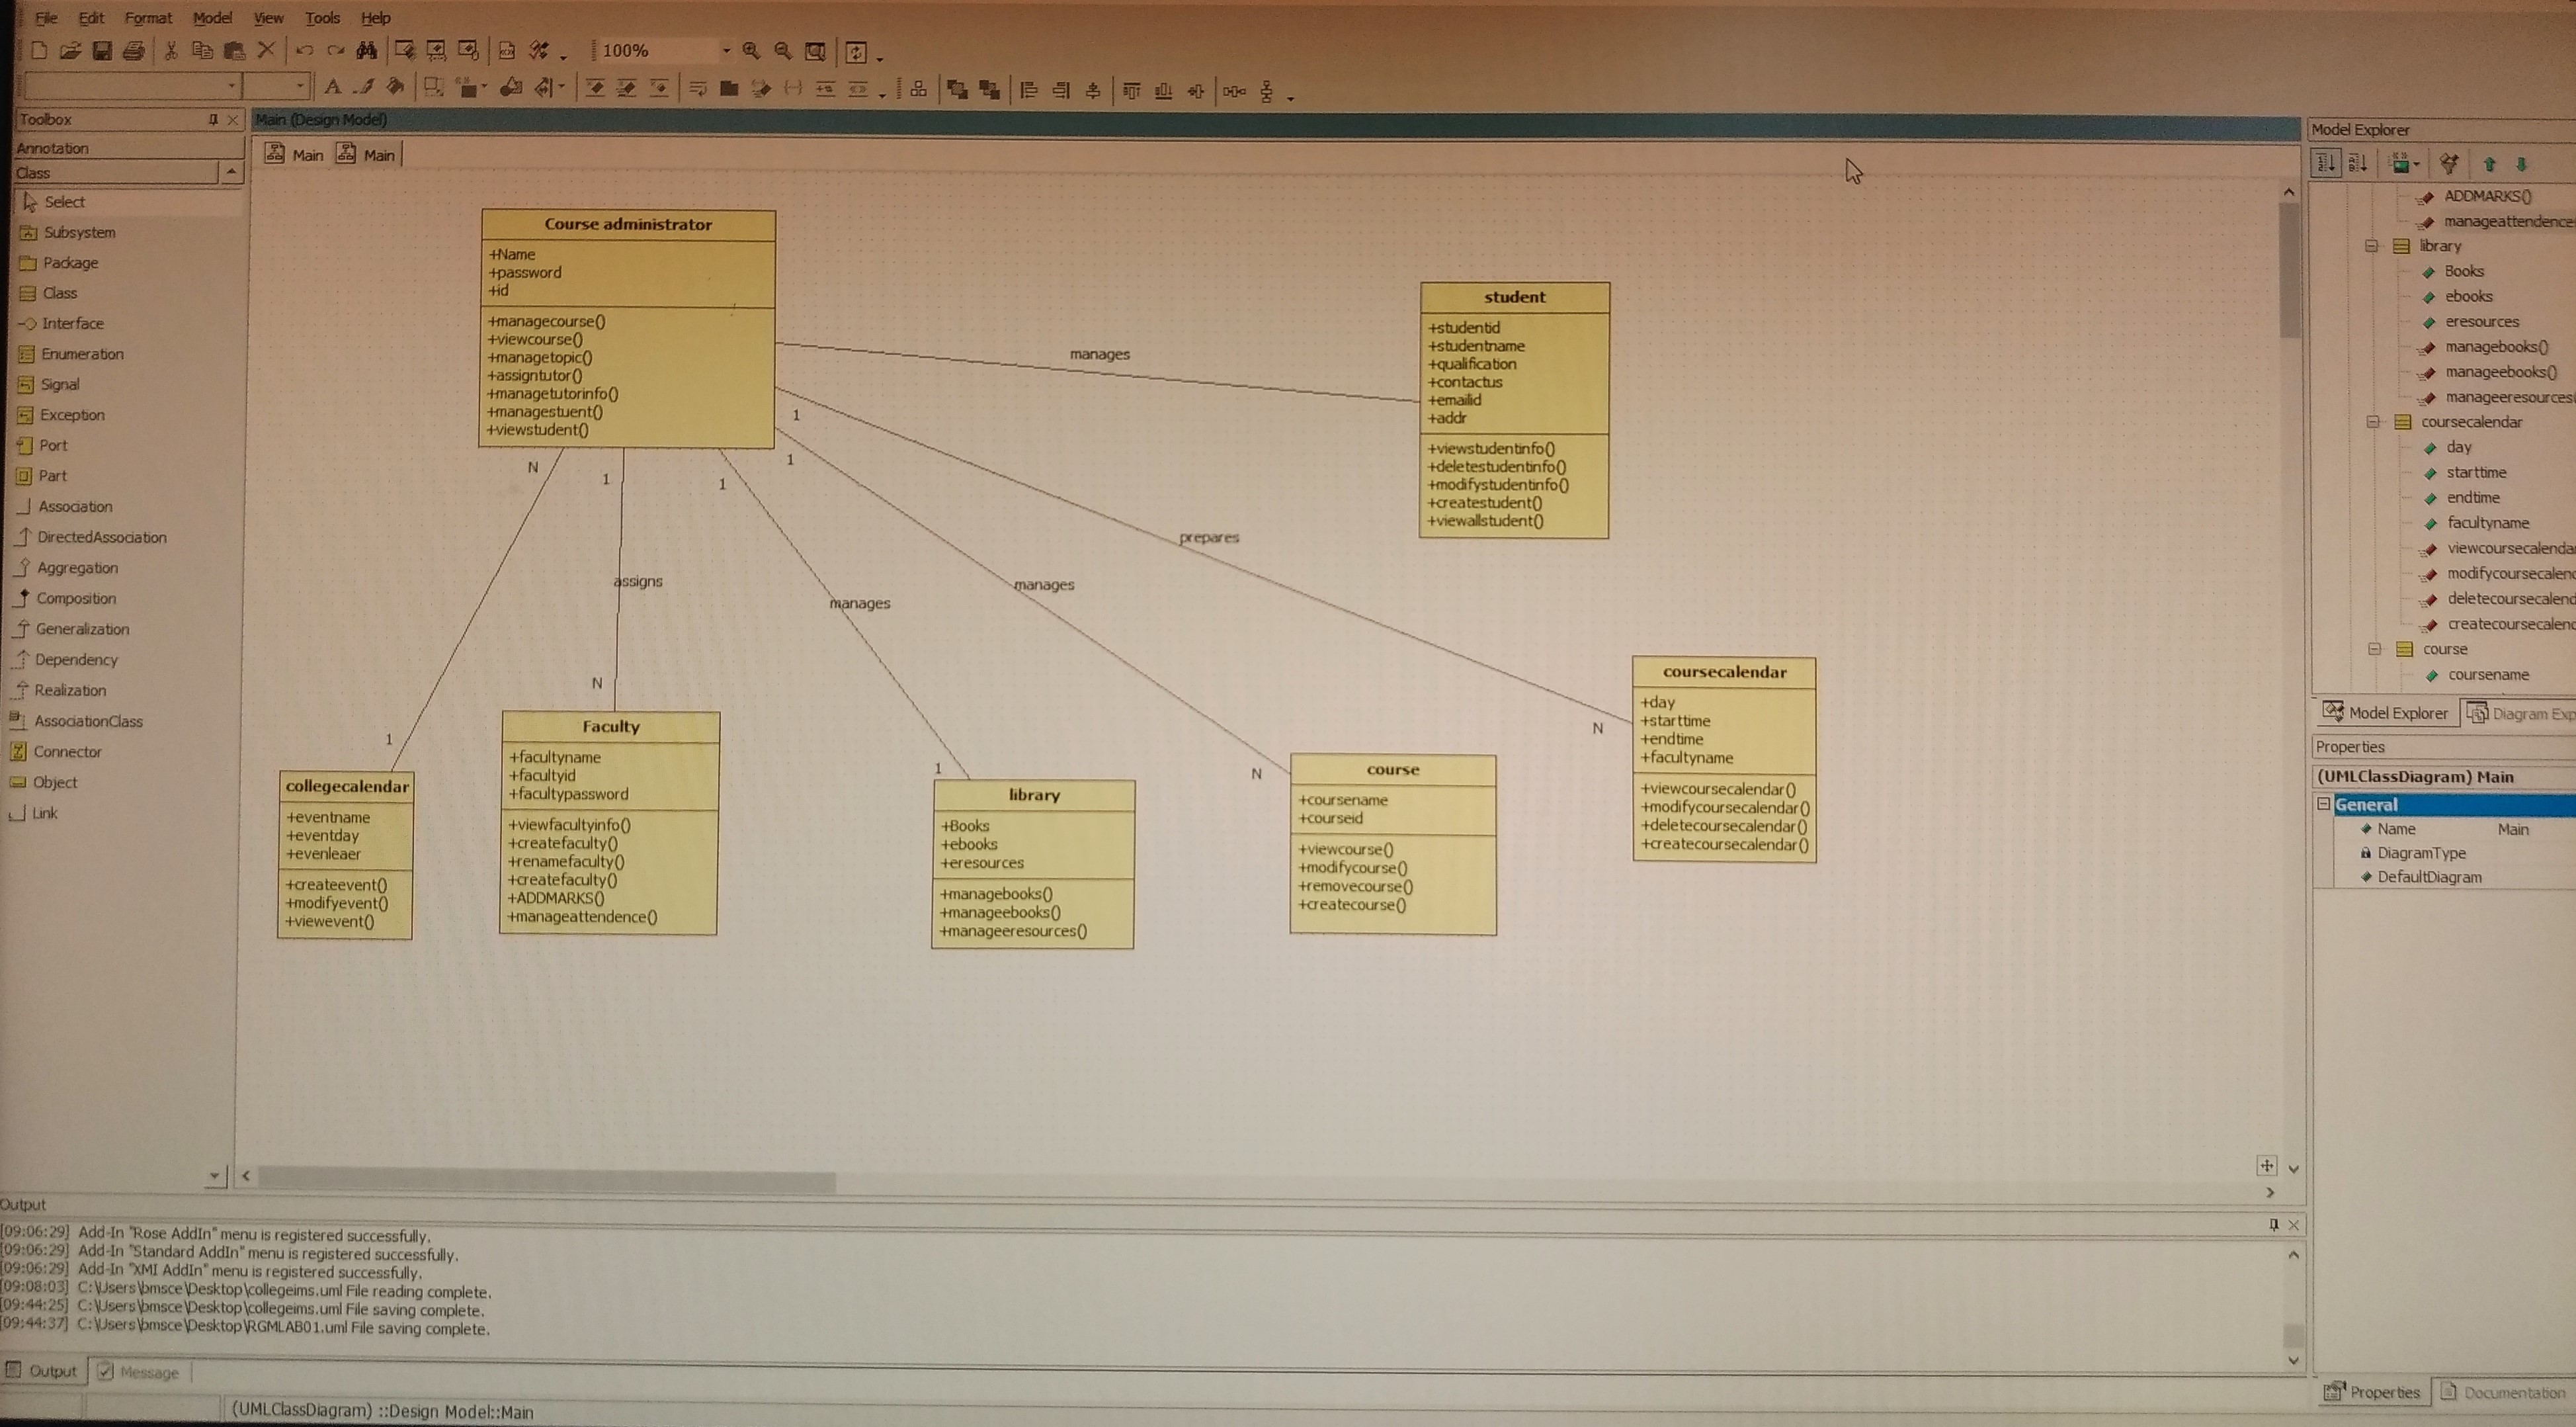 File Edit Format Model View Tools Help
100%
Toolbox
Annotation
Class
Select
Subsystem
Package
Class
Interface
Enumeration
Signal
Exception
Port
Part
Association
DirectedAssociation
Aggregation
Composition
Generalization
Dependency
Realization
AssociationClass
Connector
Object
Link
Main (Design Model)
Main Main
Course administrator
+Name
+password
+id
+managecourse()
+viewcourse()
+managetopic()
+assigntutor()
+managetutorinfo()
+managestuent()
+viewstudent()
manages
student
+studentid
+studentname
+qualification
+contactus
+emailid
+addr
+viewstudentinfo()
+deletestudentinfo()
+modifystudentinfo()
+createstudent()
+viewallstudent()
1
1
N
1
1
prepares
assigns
manages
manages
N
1
1
N
N
collegecalendar
+eventname
+eventday
+evenleaer
+createevent()
+modifyevent()
+viewevent()
Faculty
+facultyname
+facultyid
+facultypassword
+viewfacultyinfo()
+createfaculty()
+renamefaculty()
+createfaculty()
+ADDMARKS()
+manageattendence()
library
+Books
+ebooks
+eresources
+managebooks()
+manageebooks()
+manageeresources()
course
+coursename
+courseid
+viewcourse()
+modifycourse()
+removecourse()
+createcourse()
coursecalendar
+day
+starttime
+endtime
+facultyname
+viewcoursecalendar()
+modifycoursecalendar()
+deletecoursecalendar()
+createcoursecalendar()
Model Explorer
ADDMARKS()
manageattendence
library
Books
ebooks
eresources
managebooks()
manageebooks()
manageeresources
coursecalendar
day
starttime
endtime
facultyname
viewcoursecalenda
modifycoursecalend
deletecoursecalend
createcoursecalend
course
coursename
Model Explorer Diagram Exp
Properties
(UMLClassDiagram) Main
General
Name Main
DiagramType
DefaultDiagram
Properties Documentation
Output
[09:06:29] Add-In "Rose AddIn" menu is registered successfully.
[09:06:29] Add-In "Standard AddIn" menu is registered successfully.
[09:06:29] Add-In "XMI AddIn" menu is registered successfully.
[09:08:03] C:\Users\bmsce\Desktop\collegeims.uml File reading complete.
[09:44:25] C:\Users\bmsce\Desktop\collegeims.uml File saving complete.
[09:44:37] C:\Users\bmsce\Desktop\RGMLAB01.uml File saving complete.
Output Message
(UMLClassDiagram) ::Design Model::Main